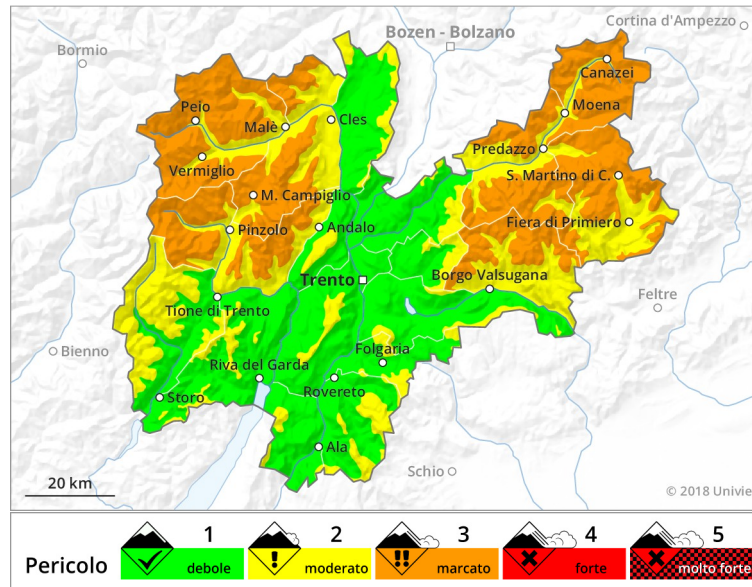 Cortina d'Ampezzo
Bozen - Bolzano
Bormio
Canazei
Peio
Moena
Malè
Cles
Predazzo
Vermiglio
S. Martino di C.
M. Campiglio
Fiera di Primiero
Pinzolo
Andalo
Trento
Borgo Valsugana
Feltre
Tione di Trento
Bienno
Folgaria
Riva del Garda
Rovereto
Storo
Ala
Schio
20 km
© 2018 Univie
1 2 3 4 5
Pericolo debole moderato marcato forte molto forte